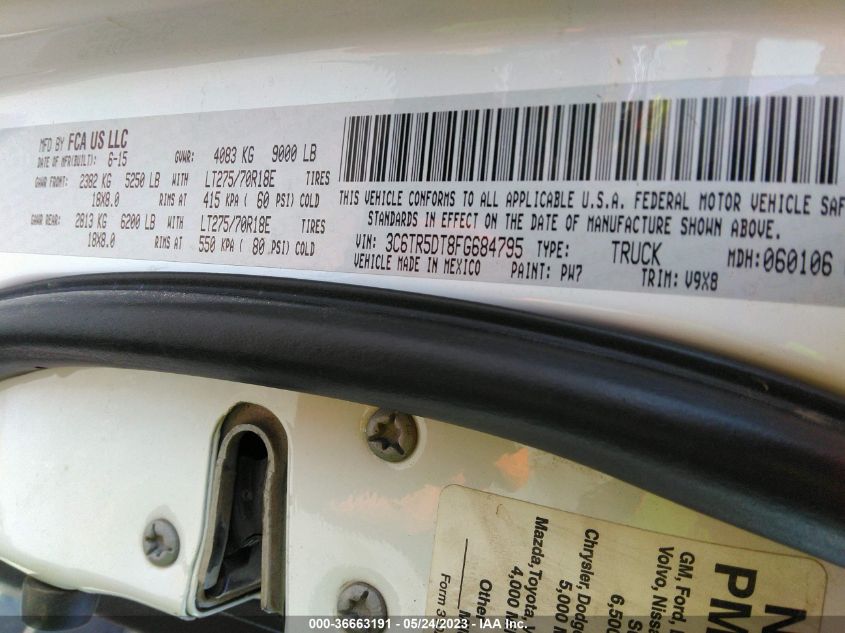 MFD BY FCA US LLC
DATE OF MFR(BUILT): 6-15 GVWR: 4083 KG 9000 LB
GAWR FRONT: 2382 KG 5250 LB WITH LT275/70R18E TIRES
18X8.0 RIMS AT 415 KPA ( 60 PSI) COLD
GAWR REAR: 2813 KG 6200 LB WITH LT275/70R18E TIRES
18X8.0 RIMS AT 550 KPA ( 80 PSI) COLD
THIS VEHICLE CONFORMS TO ALL APPLICABLE U.S.A. FEDERAL MOTOR VEHICLE SAF
STANDARDS IN EFFECT ON THE DATE OF MANUFACTURE SHOWN ABOVE.
VIN: 3C6TR5DT8FG684795 TYPE: TRUCK MDH: 060106
VEHICLE MADE IN MEXICO PAINT: PW7 TRIM: V9X8
PM
GM, Ford,
Volvo, Niss
6,500
Chrysler, Dodge
5,000
Mazda, Toyota
4,000
Other
Form 3
000-36663191 - 05/24/2023 - IAA Inc.